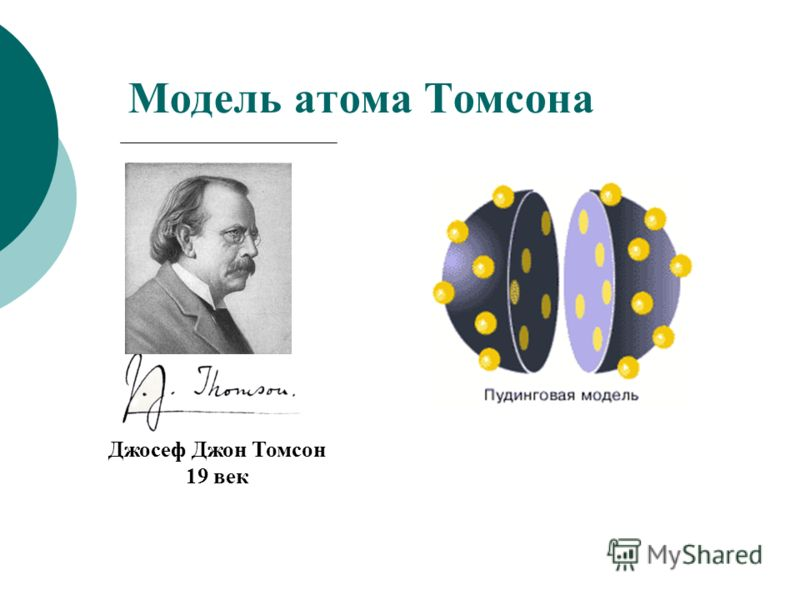 Модель атома Томсона
J. J. Thomson.
Пудинговая модель
Джосеф Джон Томсон
19 век
MyShared